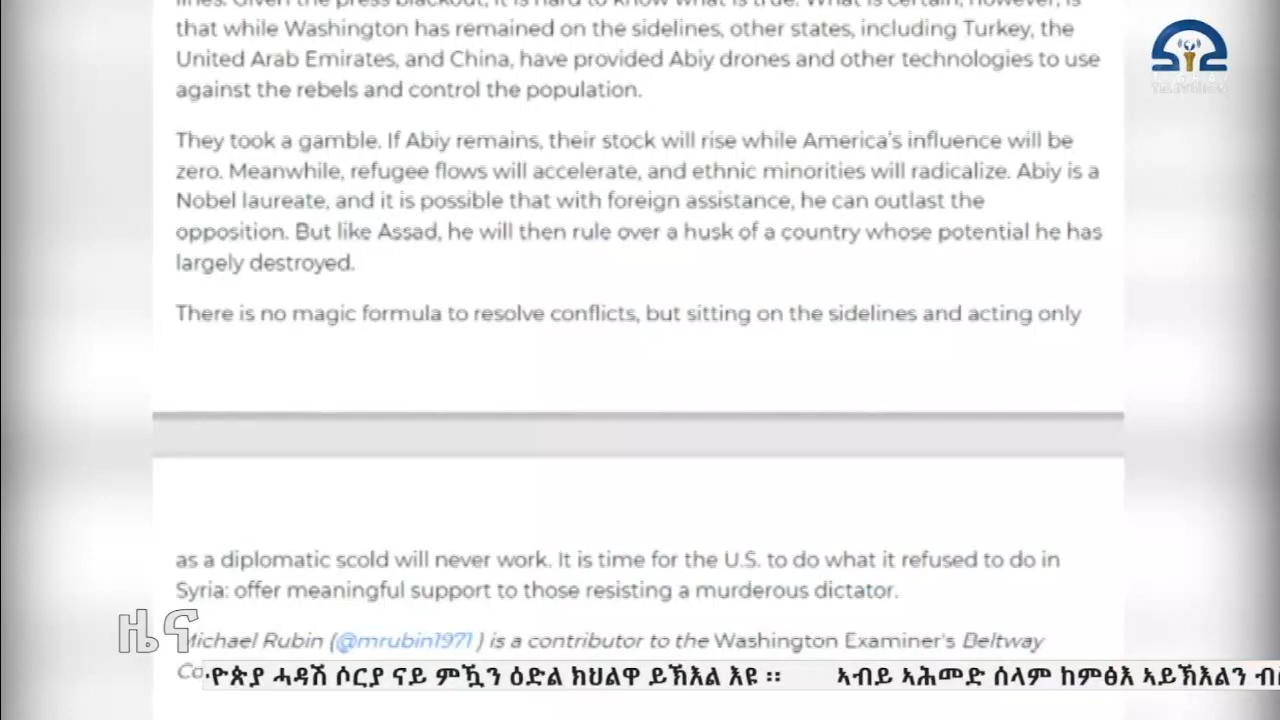 lines. Given the press blackout, it is hard to know what is true. What is certain, however, is
that while Washington has remained on the sidelines, other states, including Turkey, the
United Arab Emirates, and China, have provided Abiy drones and other technologies to use
against the rebels and control the population.
They took a gamble. If Abiy remains, their stock will rise while America's influence will be
zero. Meanwhile, refugee flows will accelerate, and ethnic minorities will radicalize. Abiy is a
Nobel laureate, and it is possible that with foreign assistance, he can outlast the
opposition. But like Assad, he will then rule over a husk of a country whose potential he has
largely destroyed.
There is no magic formula to resolve conflicts, but sitting on the sidelines and acting only
as a diplomatic scold will never work. It is time for the U.S. to do what it refused to do in
Syria: offer meaningful support to those resisting a murderous dictator.
Michael Rubin (@mrubin1971 ) is a contributor to the Washington Examiner's Beltway
ዜና
ዮጵያ ሓዳሽ ሶርያ ናይ ምዃን ዕድል ክህልዋ ይኽእል እዩ ፡፡ ኣብይ ኣሕመድ ሰላም ከምፅእ ኣይኽእልን